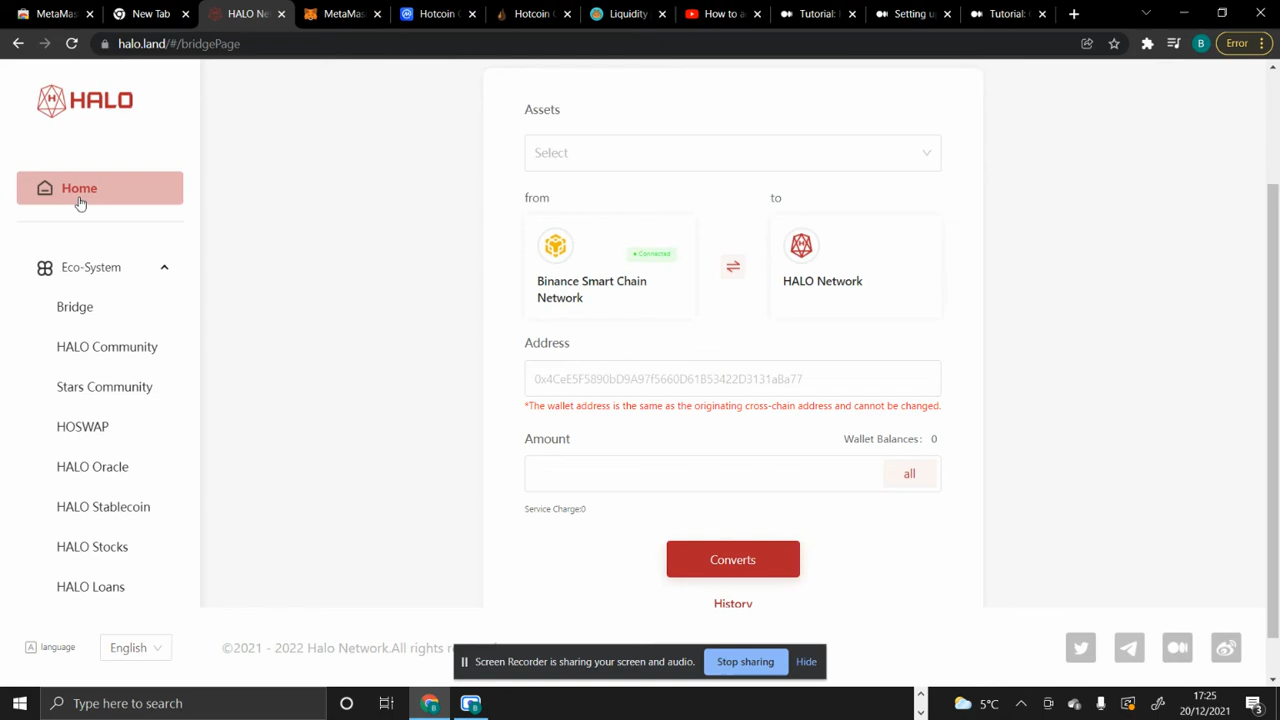 MetaMas
New Tab
HALO Ne
MetaMas
Hotcoin G
Hotcoin G
Liquidity
How to a
Tutorial: H
Setting u
Tutorial: C
halo.land/#/bridgePage
B
Error
HALO
Home
Eco-System
Bridge
HALO Community
Stars Community
HOSWAP
HALO Oracle
HALO Stablecoin
HALO Stocks
HALO Loans
Assets
Select
from
to
Connected
Binance Smart Chain
Network
HALO Network
Address
0x4CeE5F5890bD9A97f5660D61B53422D3131aBa77
*The wallet address is the same as the originating cross-chain address and cannot be changed.
Amount
Wallet Balances: 0
all
Service Charge:0
Converts
History
A language
English
©2021 - 2022 Halo Network.All rights re
Screen Recorder is sharing your screen and audio.
Stop sharing
Hide
Type here to search
5°C
17:25
20/12/2021
3